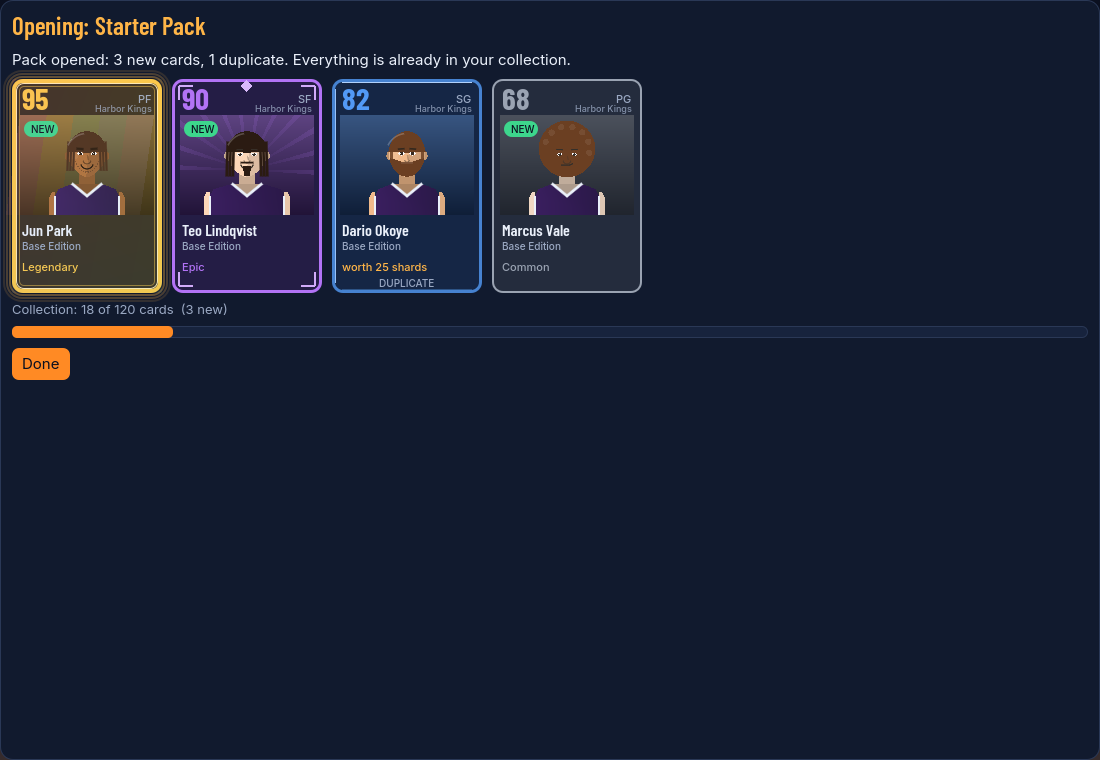 Opening: Starter Pack
Pack opened: 3 new cards, 1 duplicate. Everything is already in your collection.
95
PF
Harbor Kings
NEW
Jun Park
Base Edition
Legendary
90
SF
Harbor Kings
NEW
Teo Lindqvist
Base Edition
Epic
82
SG
Harbor Kings
Dario Okoye
Base Edition
worth 25 shards
DUPLICATE
68
PG
Harbor Kings
NEW
Marcus Vale
Base Edition
Common
Collection: 18 of 120 cards (3 new)
Done